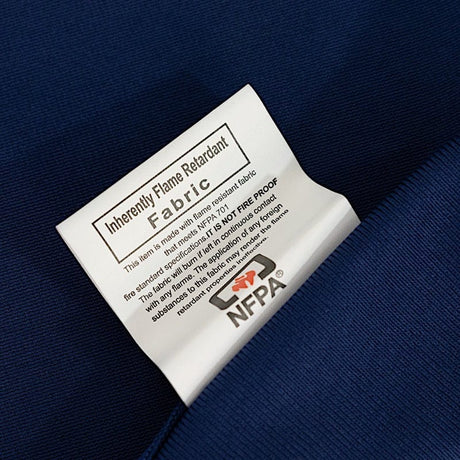 Inherently Flame Retardant
Fabric
This item is made with flame resistant fabric
that meets NFPA 701
fire standard specifications.IT IS NOT FIRE PROOF
The fabric will burn if left in continuous contact
with any flarme. The application of any foreign
substances to this fabric may render the flame
retardant properties ineffective.
NFPA®